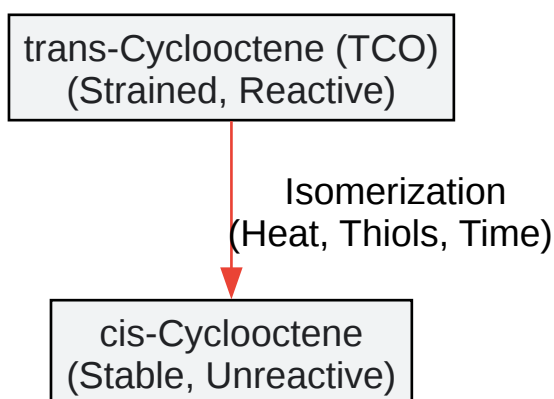 trans-Cyclooctene (TCO)
(Strained, Reactive)
Isomerization
(Heat, Thiols, Time)
cis-Cyclooctene
(Stable, Unreactive)